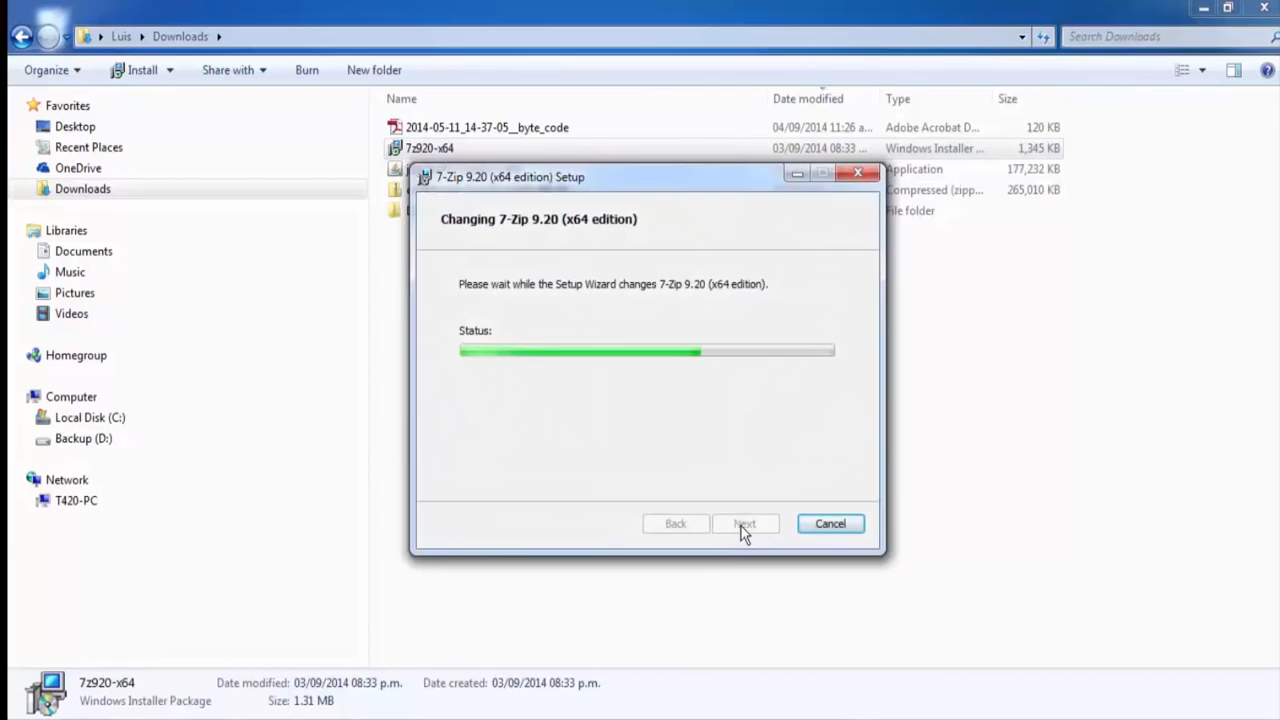 Luis Downloads Search Downloads
Organize Install Share with Burn New folder
Favorites
Desktop
Recent Places
OneDrive
Downloads
Libraries
Documents
Music
Pictures
Videos
Homegroup
Computer
Local Disk (C:)
Backup (D:)
Network
T420-PC
Name Date modified Type Size
2014-05-11_14-37-05__byte_code 04/09/2014 11:26 a... Adobe Acrobat D... 120 KB
7z920-x64 03/09/2014 08:33 ... Windows Installer ... 1,345 KB
Application 177,232 KB
Compressed (zipp... 265,010 KB
File folder
7-Zip 9.20 (x64 edition) Setup
Changing 7-Zip 9.20 (x64 edition)
Please wait while the Setup Wizard changes 7-Zip 9.20 (x64 edition).
Status:
Back Next Cancel
7z920-x64 Date modified: 03/09/2014 08:33 p.m. Date created: 03/09/2014 08:33 p.m.
Windows Installer Package Size: 1.31 MB